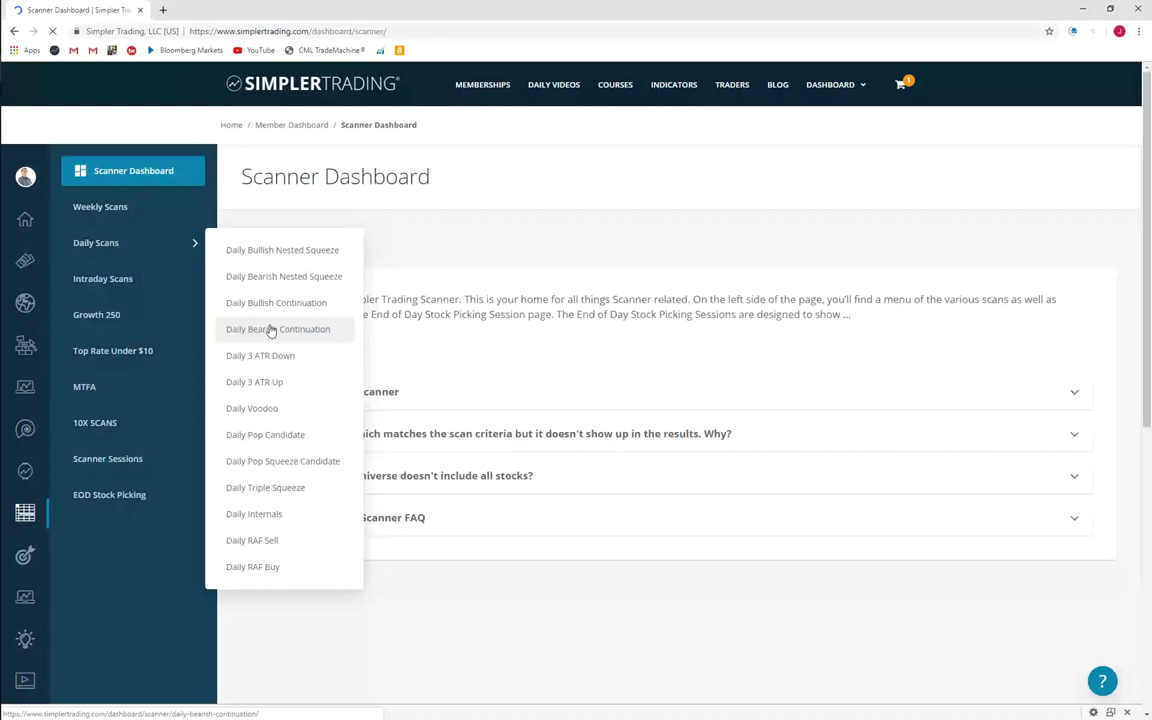 Dashboard | Simpler Trading Scanner
Simpler Trading, LLC [US] | https://www.simplertrading.com/dashboard/scanner/
Apps Bloomberg Markets YouTube CML TradeMachine®
SIMPLERTRADING®
MEMBERSHIPS DAILY VIDEOS COURSES INDICATORS TRADERS BLOG DASHBOARD 1
Home / Member Dashboard / Scanner Dashboard
Scanner Dashboard
Scanner Dashboard
Weekly Scans
Daily Scans
Intraday Scans
Growth 250
Top Rate Under $10
MTFA
10X SCANS
Scanner Sessions
EOD Stock Picking
Daily Bullish Nested Squeeze
Daily Bearish Nested Squeeze
Daily Bullish Continuation
Daily Bearish Continuation
Daily 3 ATR Down
Daily 3 ATR Up
Daily Voodoo
Daily Pop Candidate
Daily Pop Squeeze Candidate
Daily Triple Squeeze
Daily Internals
Daily RAF Sell
Daily RAF Buy
pler Trading Scanner. This is your home for all things Scanner related. On the left side of the page, you'll find a menu of the various scans as well as
e End of Day Stock Picking Session page. The End of Day Stock Picking Sessions are designed to show ...
canner
hich matches the scan criteria but it doesn't show up in the results. Why?
niverse doesn't include all stocks?
Scanner FAQ
?
https://www.simplertrading.com/dashboard/scanner/daily-bearish-continuation/